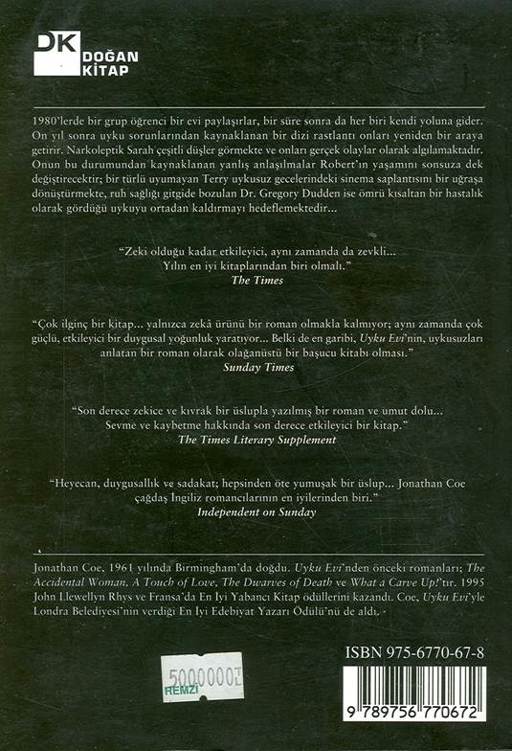 DK
DOĞAN
KİTAP
1980'lerde bir grup öğrenci bir evi paylaşırlar, bir süre sonra da her biri kendi yoluna gider.
On yıl sonra uyku sorunlarından kaynaklanan bir dizi rastlantı onları yeniden bir araya
getirir. Narkoleptik Sarah çeşitli düşler görmekte ve onları gerçek olaylar olarak algılamaktadır.
Onun bu durumundan kaynaklanan yanlış anlaşılmalar Robert'ın yaşamını sonsuza dek
değiştirecektir; bir türlü uyumayan Terry uykusuz gecelerindeki sinema saplantısını bir uğraşa
dönüştürmekte, ruh sağlığı gitgide bozulan Dr. Gregory Dudden ise ömrü kısaltan bir hastalık
olarak gördüğü uykuyu ortadan kaldırmayı hedeflemektedir...
"Zeki olduğu kadar etkileyici, aynı zamanda da zevkli...
Yılın en iyi kitaplarından biri olmalı."
The Times
"Çok ilginç bir kitap... yalnızca zekâ ürünü bir roman olmakla kalmıyor; aynı zamanda çok
güçlü, etkileyici bir duygusal yoğunluk yaratıyor... Belki de en garibi, Uyku Evi'nin, uykusuzları
anlatan bir roman olarak olağanüstü bir başucu kitabı olması."
Sunday Times
"Son derece zekice ve kıvrak bir üslupla yazılmış bir roman ve umut dolu...
Sevme ve kaybetme hakkında son derece etkileyici bir kitap."
The Times Literary Supplement
"Heyecan, duygusallık ve sadakat; hepsinden öte yumuşak bir üslup... Jonathan Coe
çağdaş İngiliz romancılarının en iyilerinden biri."
Independent on Sunday
Jonathan Coe, 1961 yılında Birmingham'da doğdu. Uyku Evi'nden önceki romanları; The
Accidental Woman, A Touch of Love, The Dwarves of Death ve What a Carve Up!'tır. 1995
John Llewellyn Rhys ve Fransa'da En İyi Yabancı Kitap ödüllerini kazandı. Coe, Uyku Evi'yle
Londra Belediyesi'nin verdiği En İyi Edebiyat Yazarı Ödülü'nü de aldı.
ISBN 975-6770-67-8
5000000
REMZİ
9 789756 770672